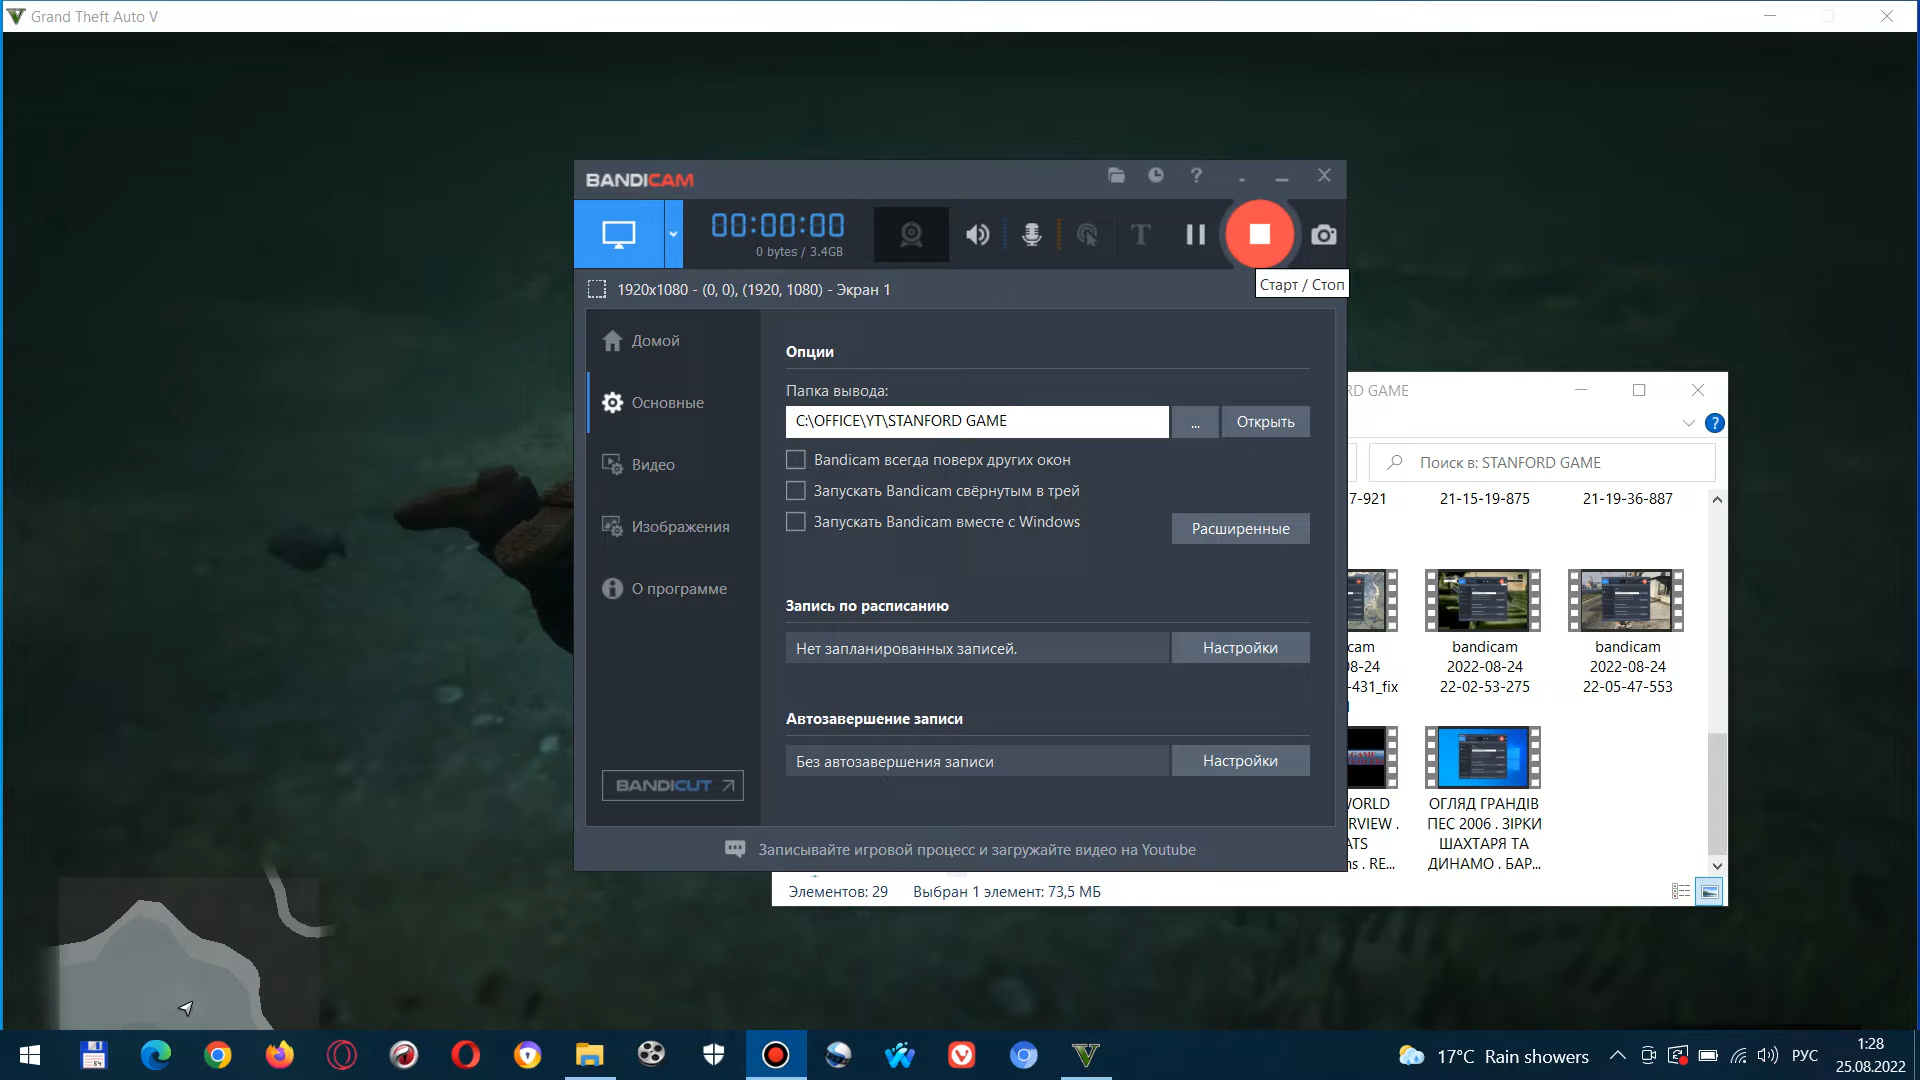 Grand Theft Auto V
BANDICAM
00:00:00
0 bytes / 3.4GB
T
Старт / Стоп
1920x1080 - (0, 0), (1920, 1080) - Экран 1
Домой
Основные
Видео
Изображения
О программе
BANDICUT
Опции
Папка вывода:
C:\OFFICE\YT\STANFORD GAME
...
Открыть
Bandicam всегда поверх других окон
Запускать Bandicam свёрнутым в трей
Запускать Bandicam вместе с Windows
Расширенные
Запись по расписанию
Нет запланированных записей.
Настройки
Автозавершение записи
Без автозавершения записи
Настройки
Записывайте игровой процесс и загружайте видео на Youtube
RD GAME
Поиск в: STANFORD GAME
7-921
21-15-19-875
21-19-36-887
cam
08-24
-431_fix
bandicam
2022-08-24
22-02-53-275
bandicam
2022-08-24
22-05-47-553
WORLD
RVIEW .
ATS
ns . RE...
ОГЛЯД ГРАНДІВ
ПЕС 2006 . ЗІРКИ
ШАХТАРЯ ТА
ДИНАМО . БАР...
Элементов: 29 Выбран 1 элемент: 73,5 МБ
17°C Rain showers
РУС
1:28
25.08.2022